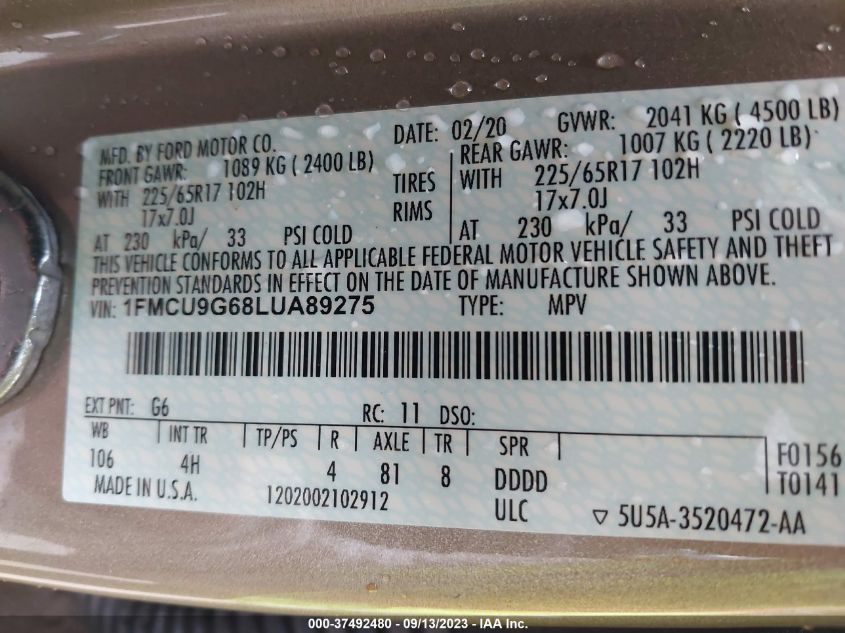 MFD. BY FORD MOTOR CO. DATE: 02/20 GVWR: 2041 KG ( 4500 LB)
FRONT GAWR: 1089 KG ( 2400 LB) REAR GAWR: 1007 KG ( 2220 LB)
WITH 225/65R17 102H TIRES WITH 225/65R17 102H
17x7.0J RIMS 17x7.0J
AT 230 kPa/ 33 PSI COLD AT 230 kPa/ 33 PSI COLD
THIS VEHICLE CONFORMS TO ALL APPLICABLE FEDERAL MOTOR VEHICLE SAFETY AND THEFT
PREVENTION STANDARDS IN EFFECT ON THE DATE OF MANUFACTURE SHOWN ABOVE.
VIN: 1FMCU9G68LUA89275 TYPE: MPV
EXT PNT: G6 RC: 11 DSO:
WB INT TR TP/PS R AXLE TR SPR
106 4H 4 81 8 DDDD
F0156
T0141
MADE IN U.S.A. 1202002102912 ULC ▽ 5U5A-3520472-AA
000-37492480 - 09/13/2023 - IAA Inc.